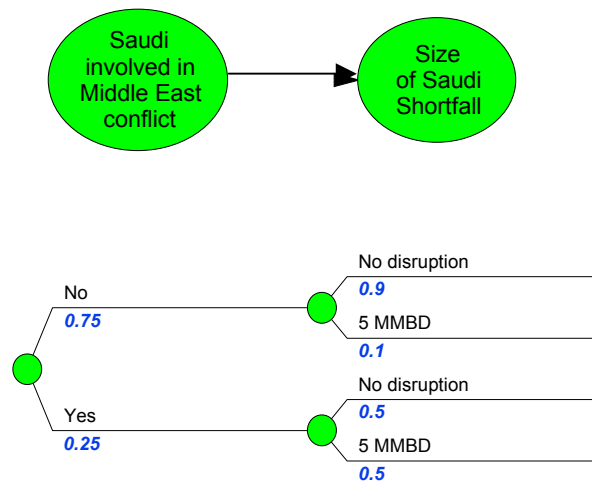 Saudi
involved in
Middle East
conflict
Size
of Saudi
Shortfall
No
0.75
No disruption
0.9
5 MMBD
0.1
Yes
0.25
No disruption
0.5
5 MMBD
0.5